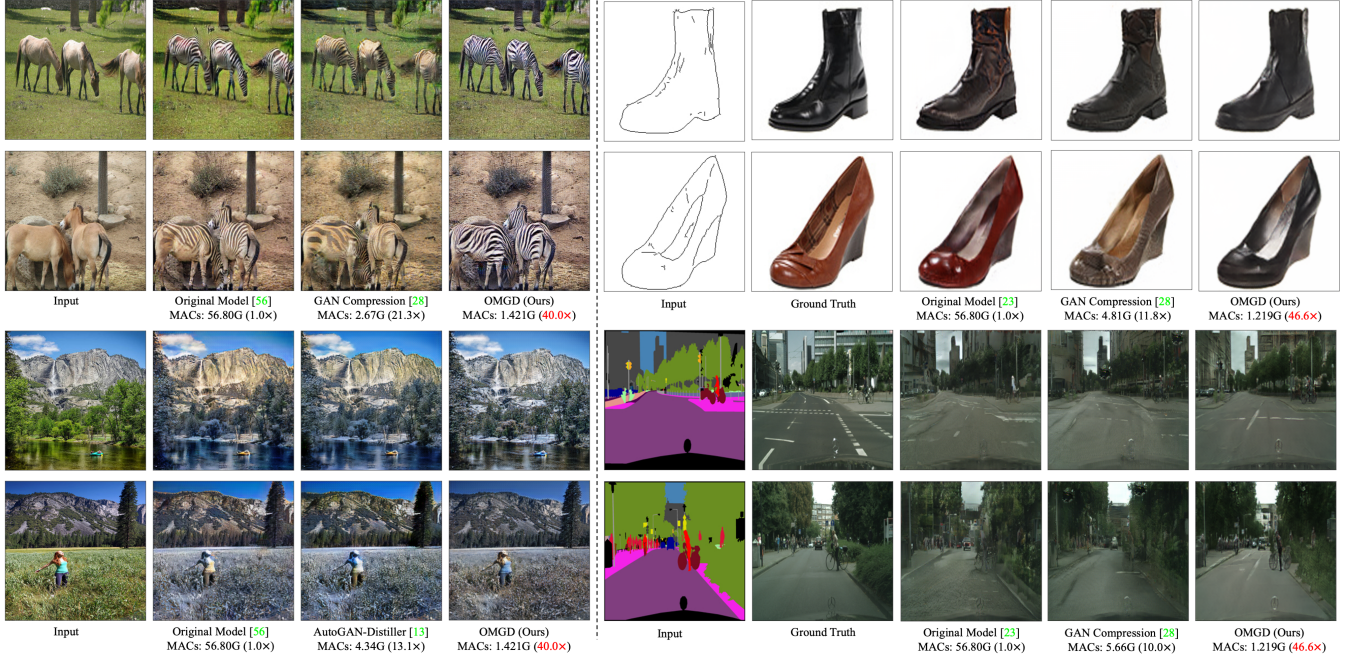 Input
Original Model [56]
MACs: 56.80G (1.0×)
GAN Compression [28]
MACs: 2.67G (21.3×)
OMGD (Ours)
MACs: 1.421G (40.0×)
Input
Ground Truth
Original Model [23]
MACs: 56.80G (1.0×)
GAN Compression [28]
MACs: 4.81G (11.8×)
OMGD (Ours)
MACs: 1.219G (46.6×)
Input
Original Model [56]
MACs: 56.80G (1.0×)
AutoGAN-Distiller [13]
MACs: 4.34G (13.1×)
OMGD (Ours)
MACs: 1.421G (40.0×)
Input
Ground Truth
Original Model [23]
MACs: 56.80G (1.0×)
GAN Compression [28]
MACs: 5.66G (10.0×)
OMGD (Ours)
MACs: 1.219G (46.6×)